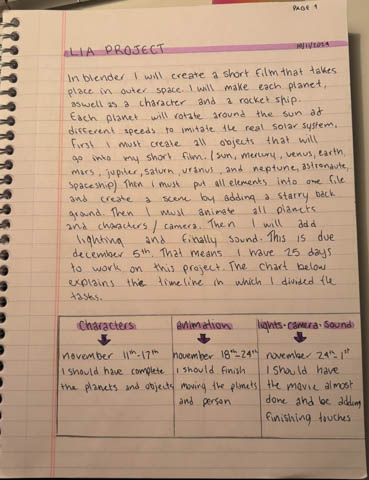 PAGE 1
LIA PROJECT
10/11/2024
In blender I will create a short film that takes
place in outer space. I will make each planet,
aswell as a character and a rocket ship.
Each planet will rotate around the sun at
different speeds to imitate the real solar system.
First I must create all objects that will
go into my short film. (sun, mercury, venus, earth,
mars, jupiter, saturn, uranus, and neptune, astronaute,
spaceship) Then I must put all elements into one file
and create a scene by adding a starry back
ground. Then I must animate all planets
and characters / camera. Then I will add
lighting and finally sound. This is due
december 5th. That means I have 25 days
to work on this project. The chart below
explains the timeline in which I divided the
tasks.
Characters
november 11th-17th
I should have complete
the planets and objects
animation
november 18th-24th
I should finish
moving the planets
and person
lights·camera·sound
november 24th-1st
I should have
the movie almost
done and be adding
finishing touches